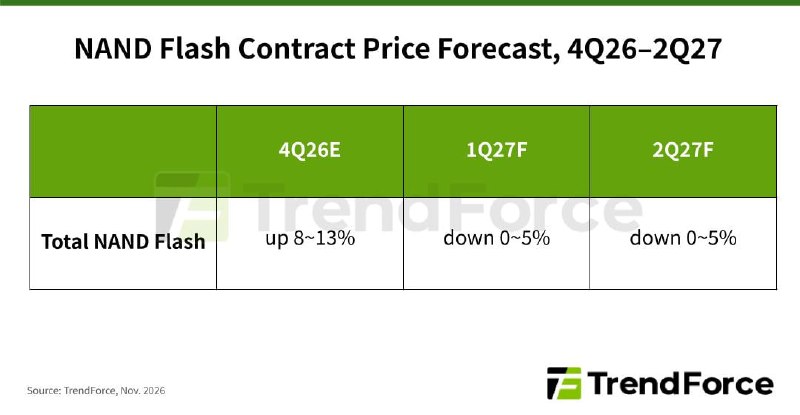 NAND Flash Contract Price Forecast, 4Q26–2Q27
4Q26E 1Q27F 2Q27F
TrendForce
Total NAND Flash up 8~13% down 0~5% down 0~5%
Source: TrendForce, Nov. 2026
TrendForce